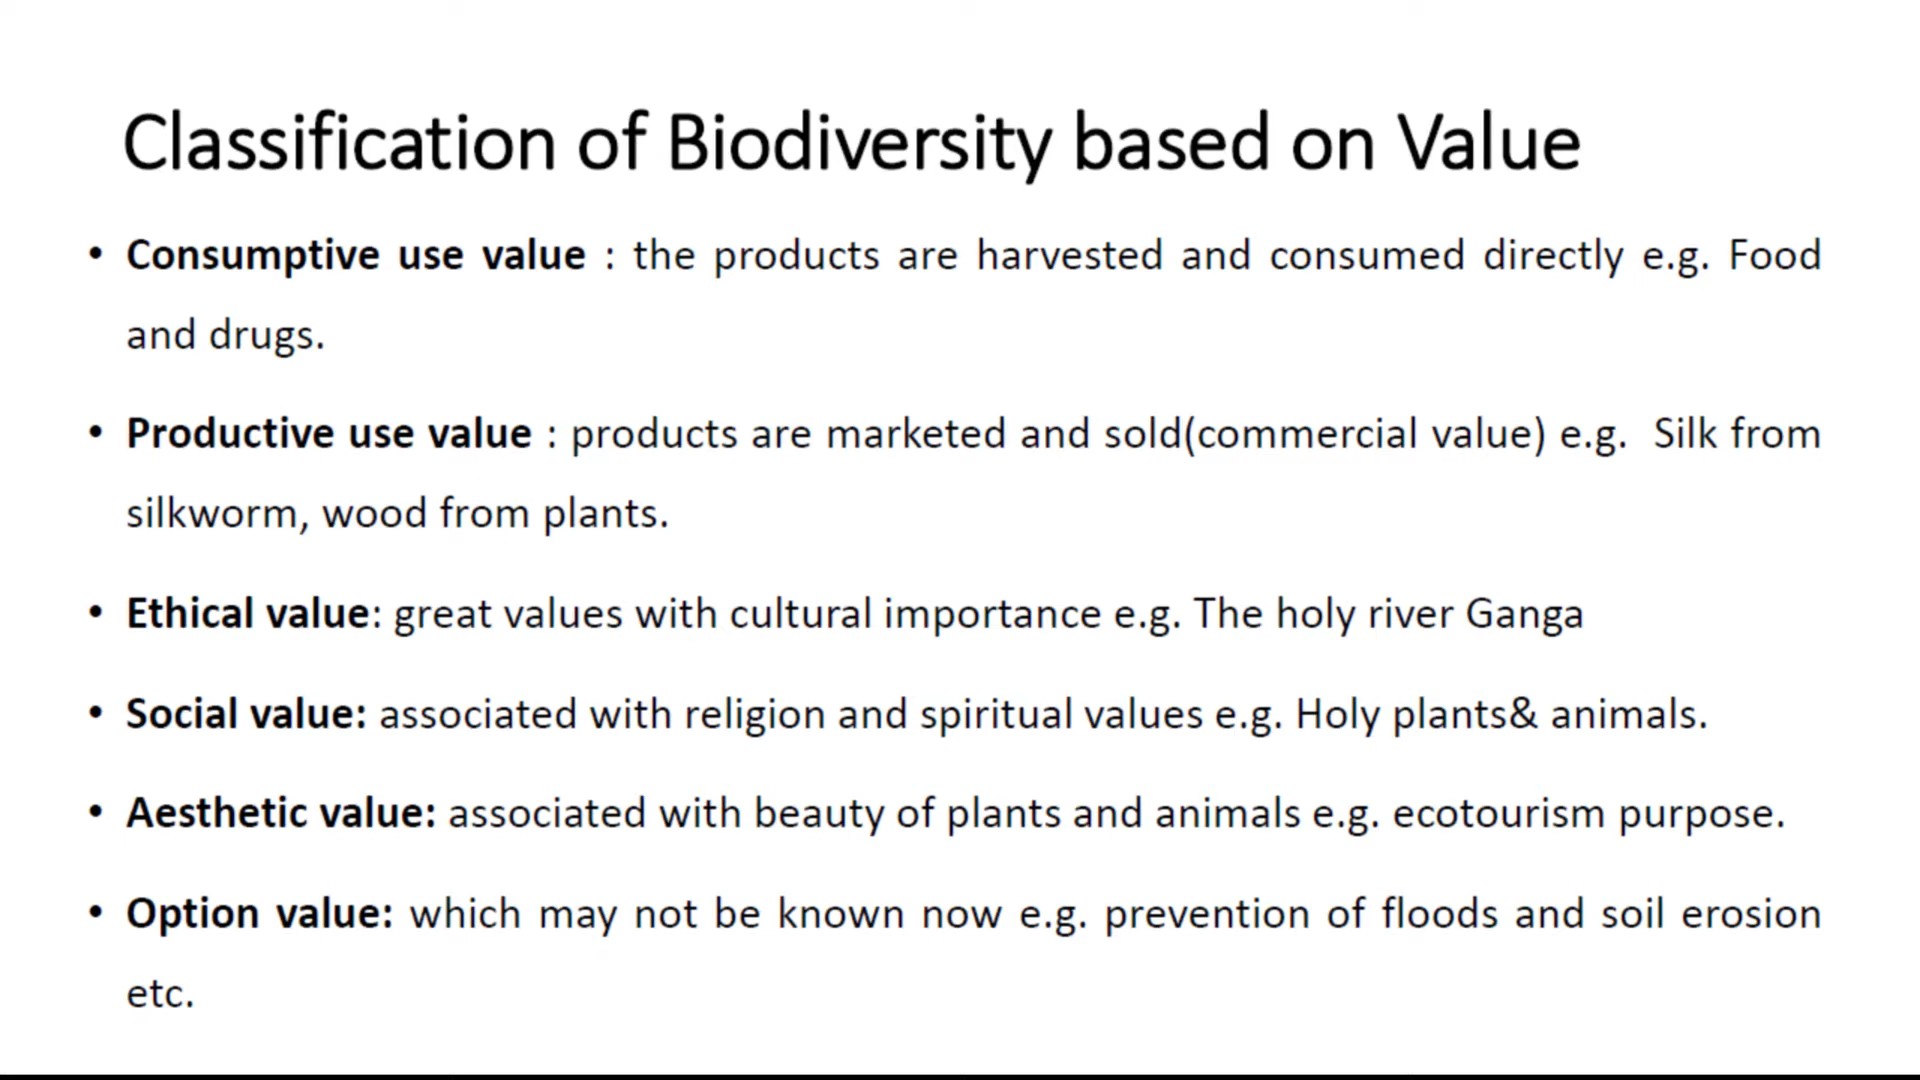 Classification of Biodiversity based on Value
• Consumptive use value : the products are harvested and consumed directly e.g. Food
and drugs.
• Productive use value : products are marketed and sold(commercial value) e.g.  Silk from
silkworm, wood from plants.
• Ethical value: great values with cultural importance e.g. The holy river Ganga
• Social value: associated with religion and spiritual values e.g. Holy plants& animals.
• Aesthetic value: associated with beauty of plants and animals e.g. ecotourism purpose.
• Option value: which may not be known now e.g. prevention of floods and soil erosion
etc.